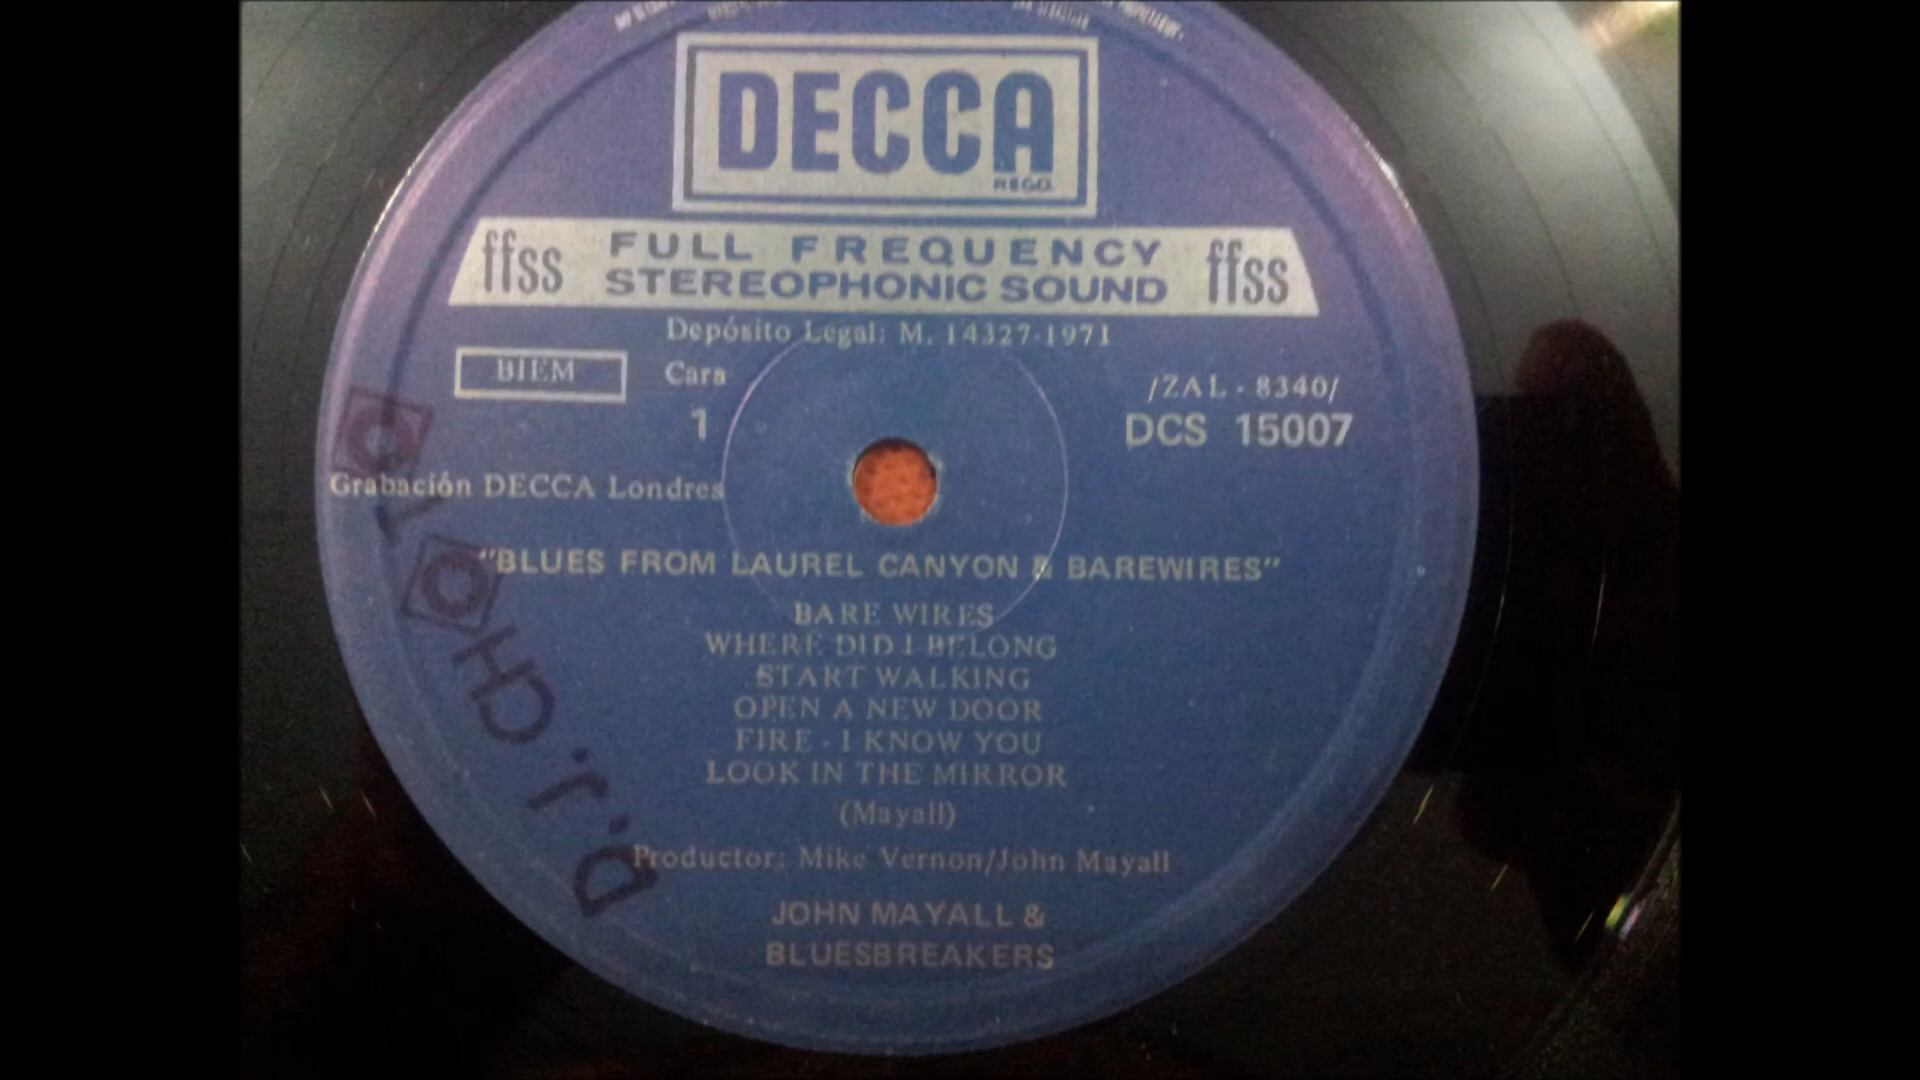 DECCA
REGD.
ffss FULL FREQUENCY ffss
STEREOPHONIC SOUND
Depósito Legal: M. 14327-1971
BIEM
Cara
1
/ZAL - 8340/
DCS 15007
Grabación DECCA Londres
"BLUES FROM LAUREL CANYON & BAREWIRES"
BARE WIRES
WHERE DID I BELONG
START WALKING
OPEN A NEW DOOR
FIRE - I KNOW YOU
LOOK IN THE MIRROR
(Mayall)
Productor: Mike Vernon/John Mayall
JOHN MAYALL &
BLUESBREAKERS
D.J. CHOTO